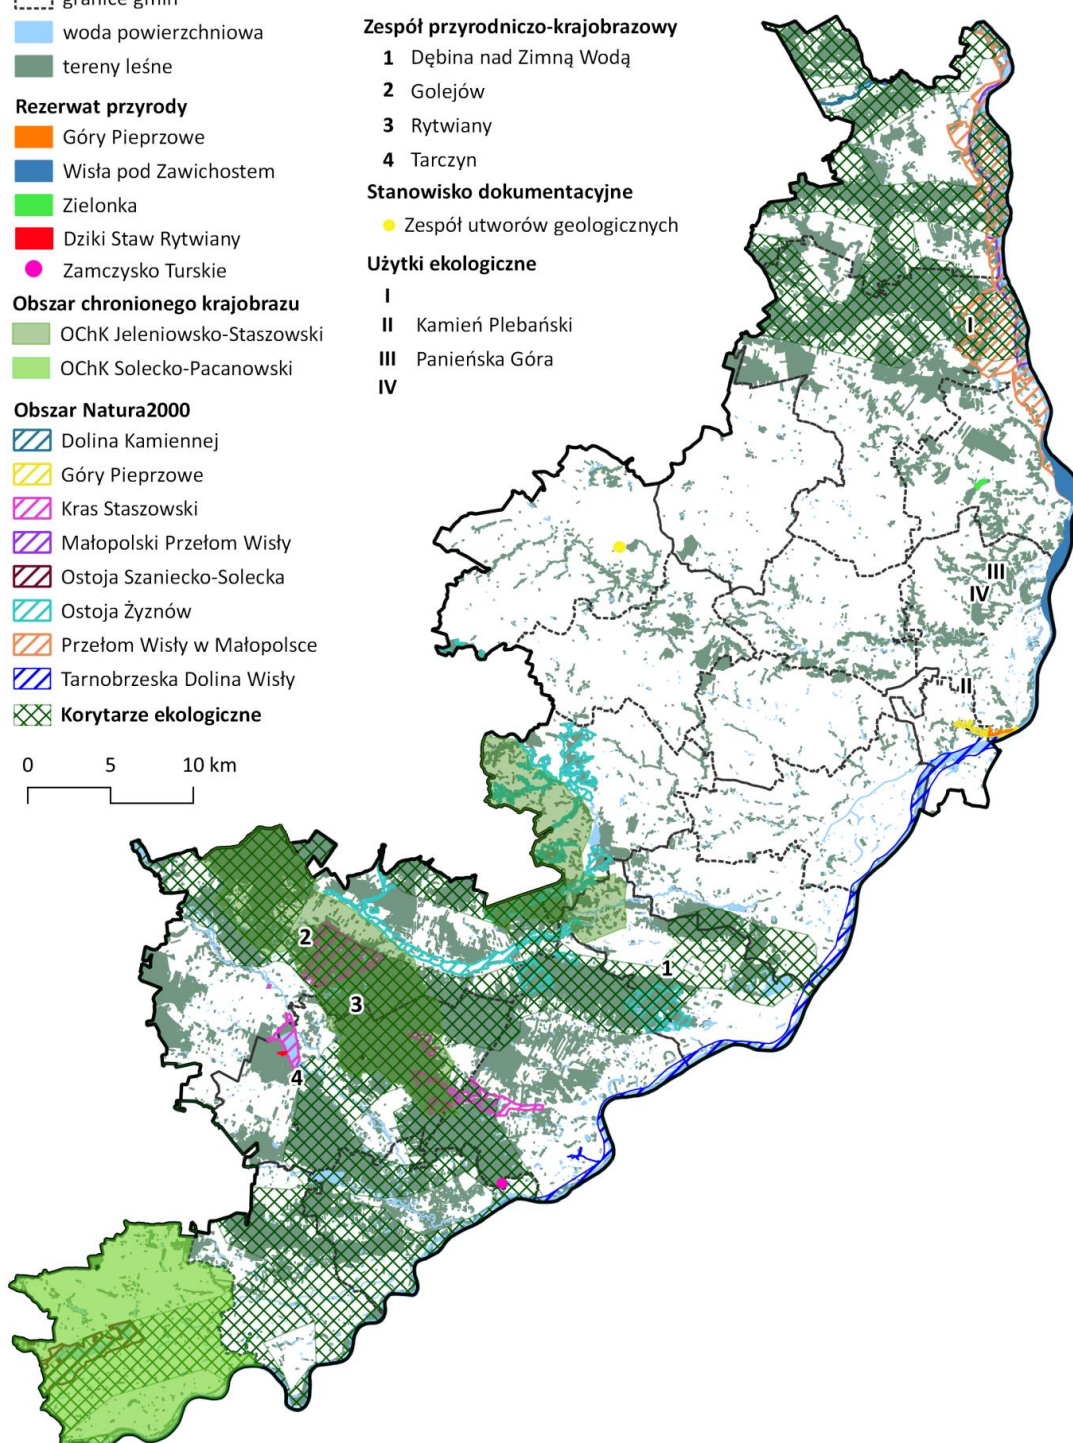 granice gmin
woda powierzchniowa
tereny leśne
Rezerwat przyrody
Góry Pieprzowe
Wisła pod Zawichostem
Zielonka
Dziki Staw Rytwiany
Zamczysko Turskie
Obszar chronionego krajobrazu
OChK Jeleniowsko-Staszowski
OChK Solecko-Pacanowski
Obszar Natura2000
Dolina Kamiennej
Góry Pieprzowe
Kras Staszowski
Małopolski Przełom Wisły
Ostoja Szaniecko-Solecka
Ostoja Żyznów
Przełom Wisły w Małopolsce
Tarnobrzeska Dolina Wisły
Korytarze ekologiczne
0 5 10 km
Zespół przyrodniczo-krajobrazowy
1 Dębina nad Zimną Wodą
2 Golejów
3 Rytwiany
4 Tarczyn
Stanowisko dokumentacyjne
Zespół utworów geologicznych
Użytki ekologiczne
I
II Kamień Plebański
III Panieńska Góra
IV
I
III
IV
II
1
2
3
4